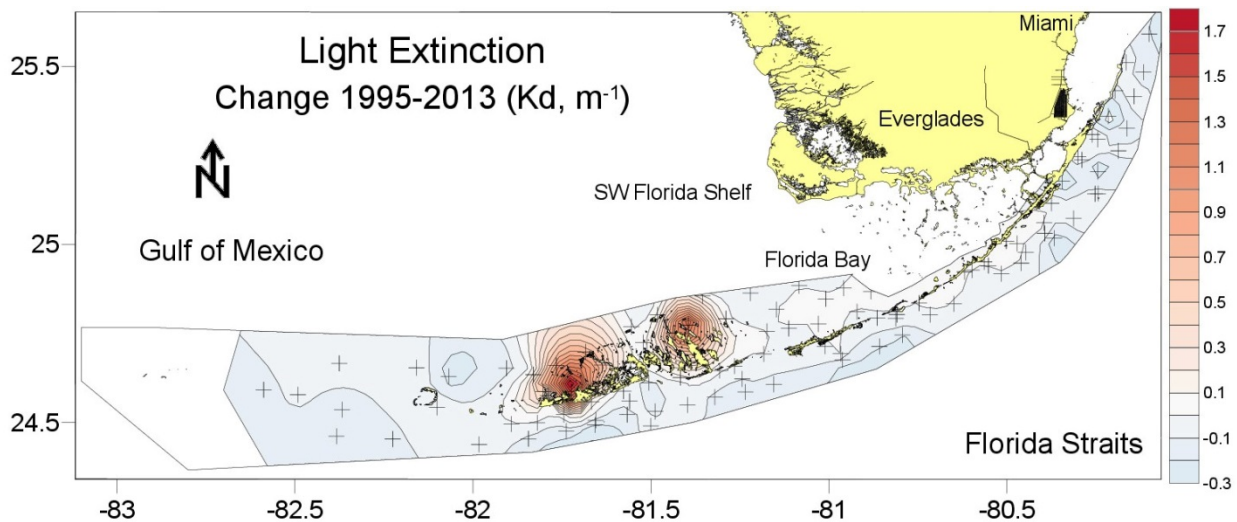 Light Extinction
Change 1995-2013 (Kd, m⁻¹)
N
Gulf of Mexico
Miami
Everglades
SW Florida Shelf
Florida Bay
Florida Straits
25.5
25
24.5
-83
-82.5
-82
-81.5
-81
-80.5
1.7
1.5
1.3
1.1
0.9
0.7
0.5
0.3
0.1
-0.1
-0.3